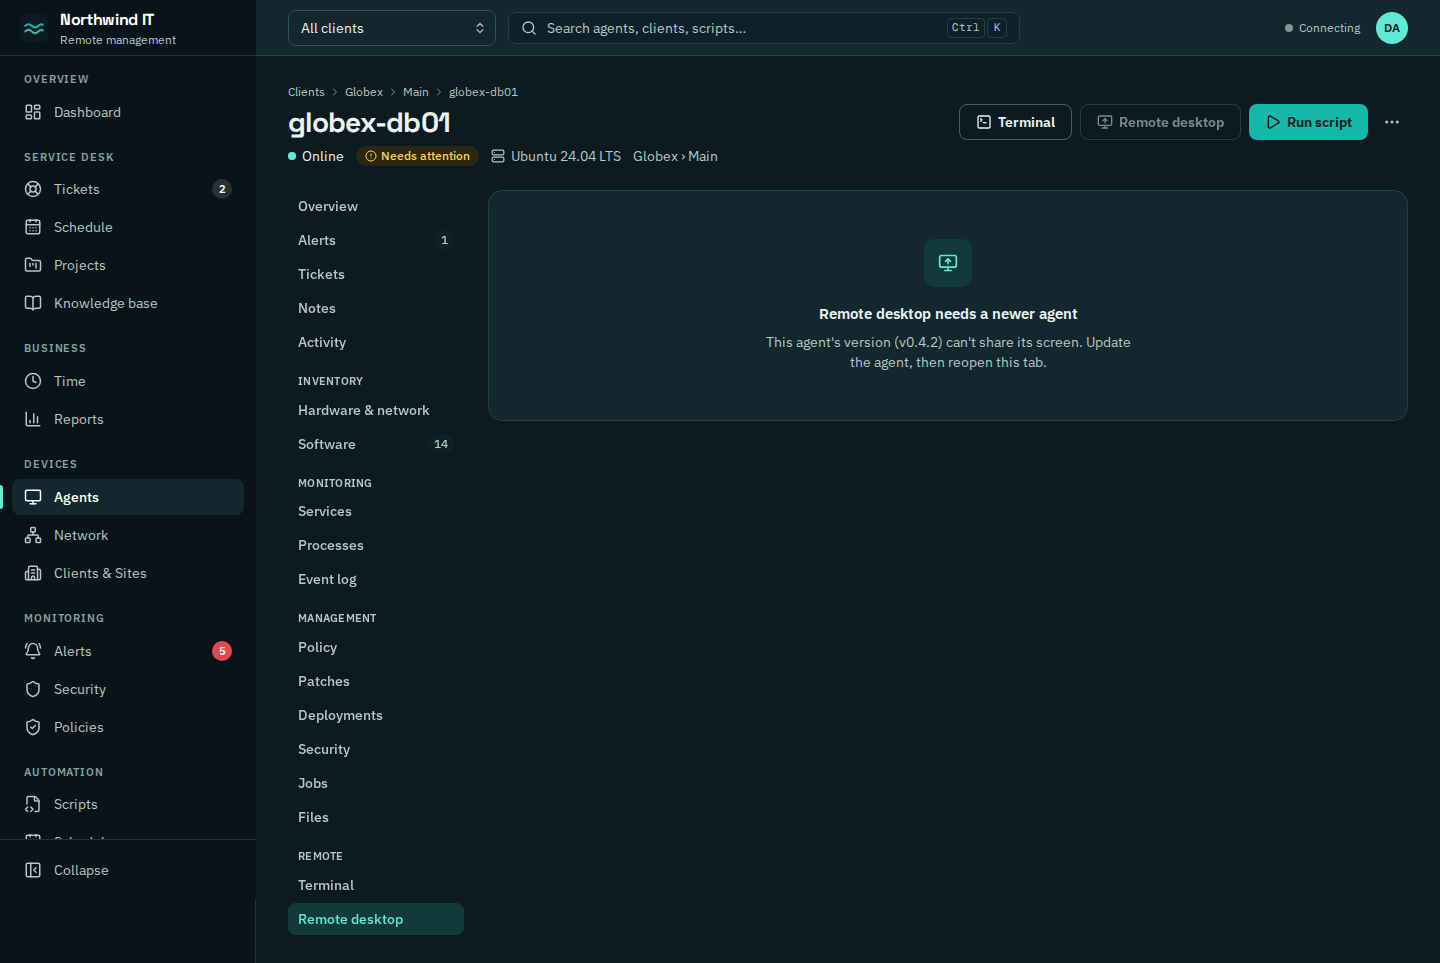 Northwind IT
Remote management
All clients
Search agents, clients, scripts...
Ctrl K
Connecting
DA
OVERVIEW
Dashboard
SERVICE DESK
Tickets 2
Schedule
Projects
Knowledge base
BUSINESS
Time
Reports
DEVICES
Agents
Network
Clients & Sites
MONITORING
Alerts 5
Security
Policies
AUTOMATION
Scripts
Collapse
Clients > Globex > Main > globex-db01
globex-db01
Online
Needs attention
Ubuntu 24.04 LTS
Globex › Main
Terminal
Remote desktop
Run script
Overview
Alerts 1
Tickets
Notes
Activity
INVENTORY
Hardware & network
Software 14
MONITORING
Services
Processes
Event log
MANAGEMENT
Policy
Patches
Deployments
Security
Jobs
Files
REMOTE
Terminal
Remote desktop
Remote desktop needs a newer agent
This agent's version (v0.4.2) can't share its screen. Update
the agent, then reopen this tab.